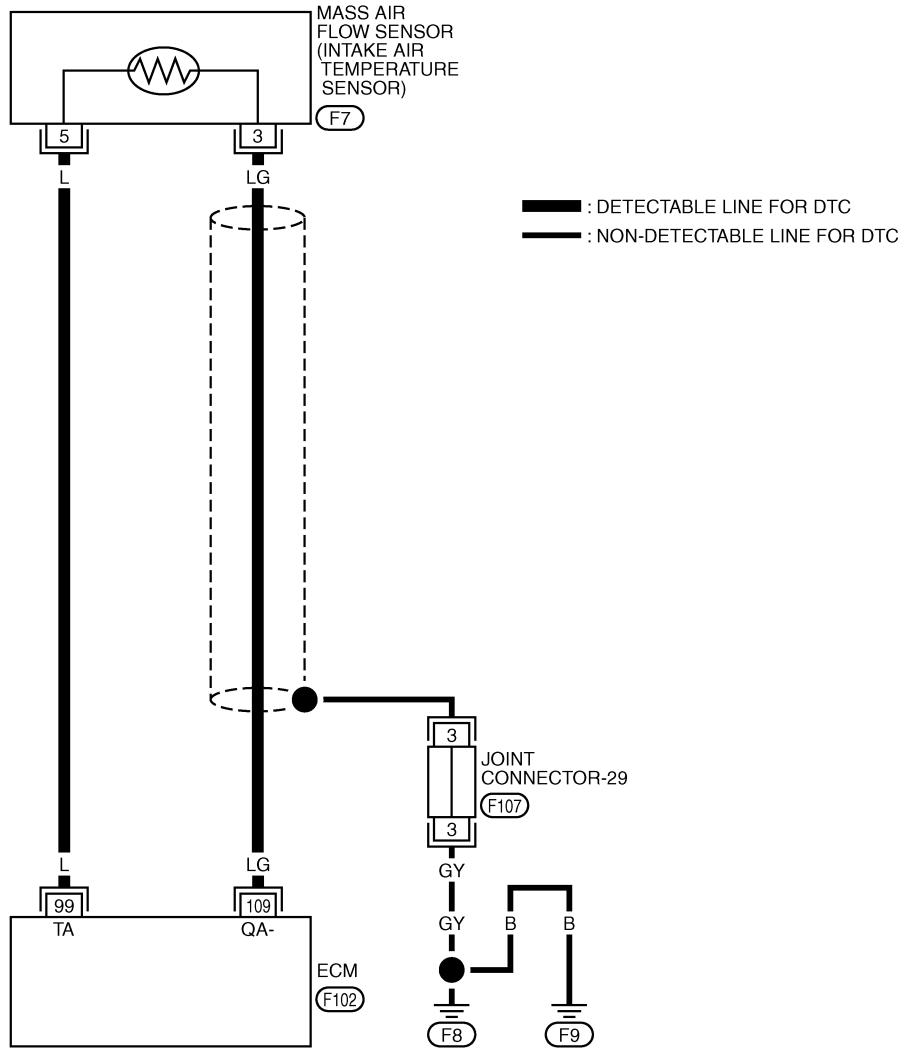 MASS AIR
FLOW SENSOR
(INTAKE AIR
TEMPERATURE
SENSOR)
F7
5
3
L
LG
: DETECTABLE LINE FOR DTC
: NON-DETECTABLE LINE FOR DTC
3
JOINT
CONNECTOR-29
F107
3
L
LG
GY
99
109
TA
QA-
GY
B
B
ECM
F102
F8
F9